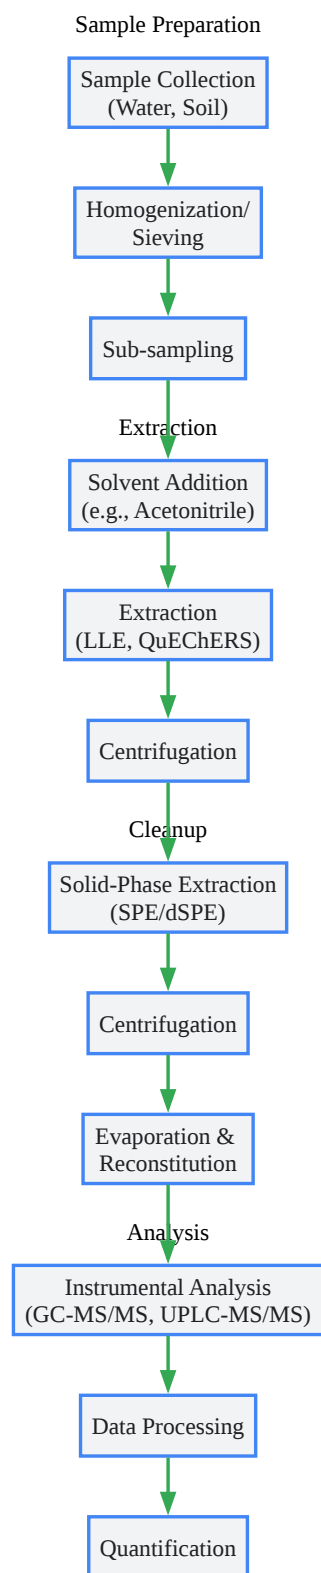 Sample Preparation
Sample Collection
(Water, Soil)
Homogenization/
Sieving
Sub-sampling
Extraction
Solvent Addition
(e.g., Acetonitrile)
Extraction
(LLE, QuEChERS)
Centrifugation
Cleanup
Solid-Phase Extraction
(SPE/dSPE)
Centrifugation
Evaporation &
Reconstitution
Analysis
Instrumental Analysis
(GC-MS/MS, UPLC-MS/MS)
Data Processing
Quantification